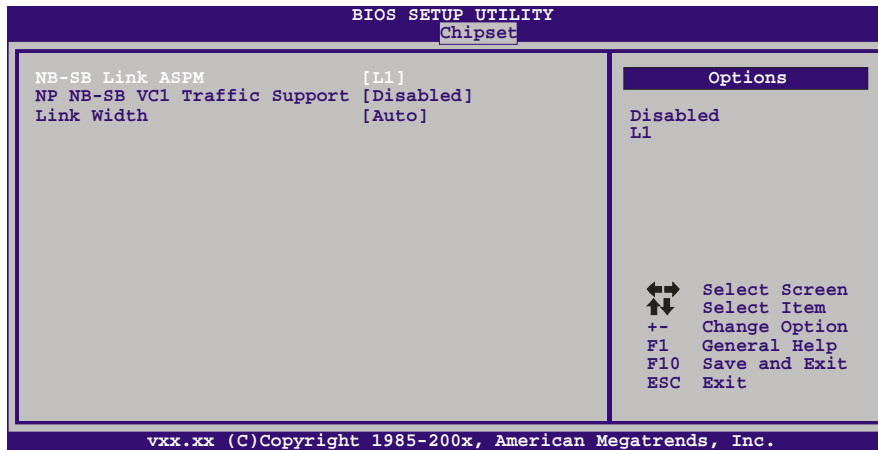 BIOS SETUP UTILITY
Chipset
NB-SB Link ASPM [L1]
NP NB-SB VC1 Traffic Support [Disabled]
Link Width [Auto]
Options
Disabled
L1
Select Screen
Select Item
+- Change Option
F1 General Help
F10 Save and Exit
ESC Exit
vxx.xx (C)Copyright 1985-200x, American Megatrends, Inc.